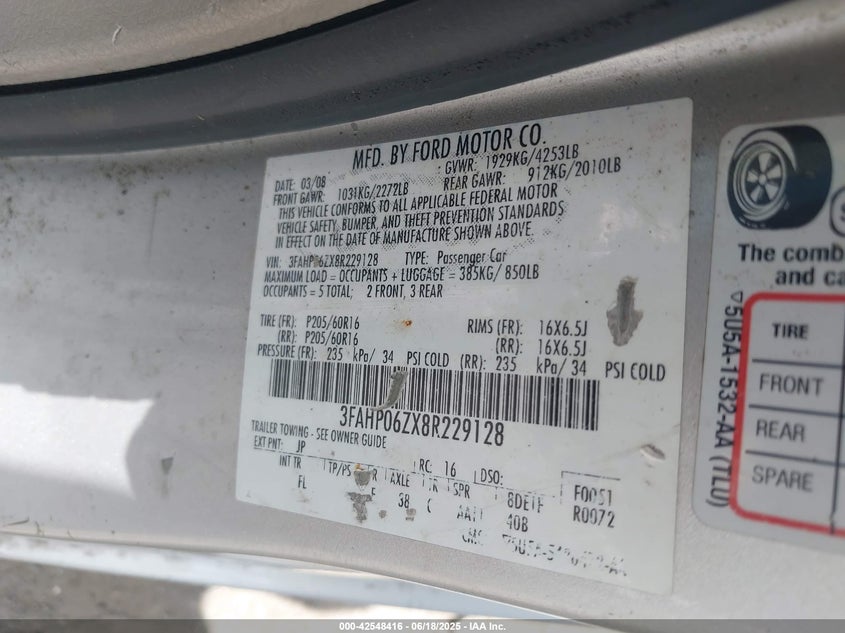 MFD. BY FORD MOTOR CO.
DATE: 03/08 GVWR: 1929KG/4253LB
FRONT GAWR: 1031KG/2272LB REAR GAWR: 912KG/2010LB
THIS VEHICLE CONFORMS TO ALL APPLICABLE FEDERAL MOTOR
VEHICLE SAFETY, BUMPER, AND THEFT PREVENTION STANDARDS
IN EFFECT ON THE DATE OF MANUFACTURE SHOWN ABOVE.
VIN: 3FAHP06ZX8R229128 TYPE: Passenger Car
MAXIMUM LOAD = OCCUPANTS + LUGGAGE = 385KG/ 850LB
OCCUPANTS = 5 TOTAL; 2 FRONT, 3 REAR
TIRE (FR): P205/60R16 RIMS (FR): 16X6.5J
(RR): P205/60R16 (RR): 16X6.5J
PRESSURE (FR): 235 kPa/ 34 PSI COLD (RR): 235 kPa/ 34 PSI COLD
3FAHP06ZX8R229128
TRAILER TOWING - SEE OWNER GUIDE
EXT PNT: JP RC: 16 DSO: F0051
INT TR TP/PS R AXLE TR SPR 8DE1F R0072
FL 38 C 40B
The comb
and ca
TIRE
FRONT
REAR
SPARE
5U5A-1532-AA (TLU)
000-42548416 - 06/18/2025 - IAA Inc.